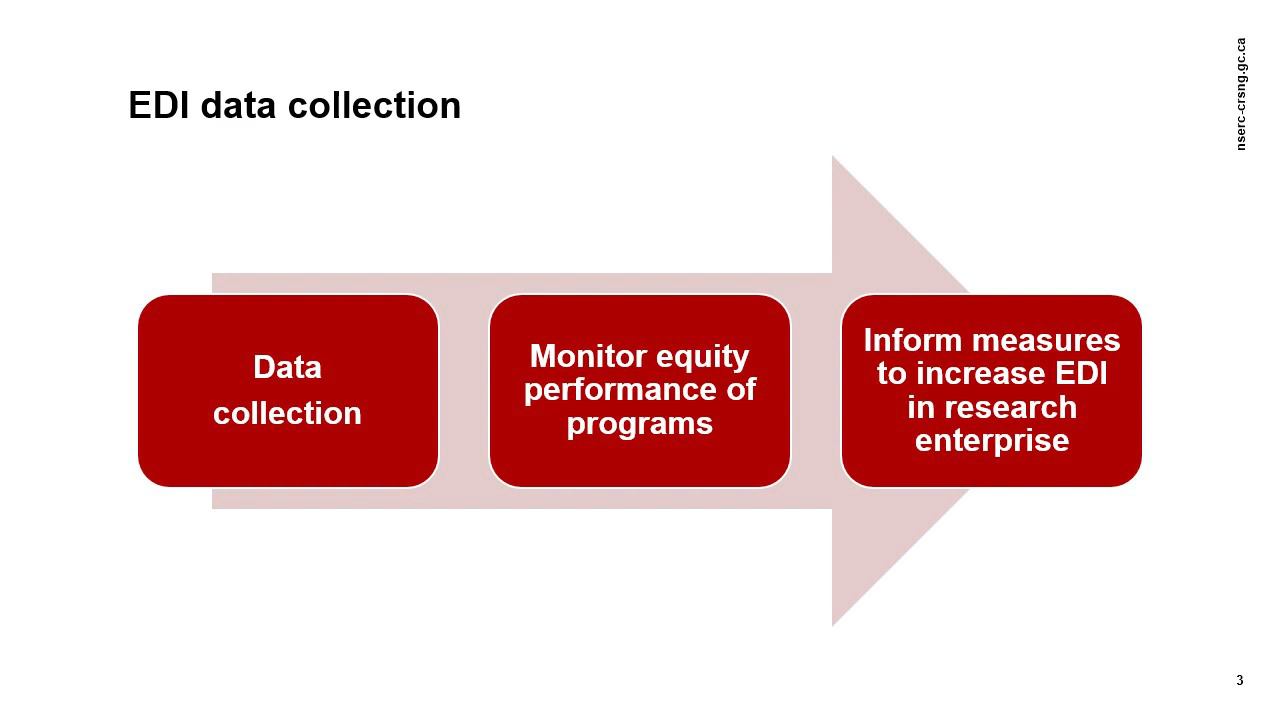 EDI data collection
nserc-crsng.gc.ca
Data
collection
Monitor equity
performance of
programs
Inform measures
to increase EDI
in research
enterprise
3